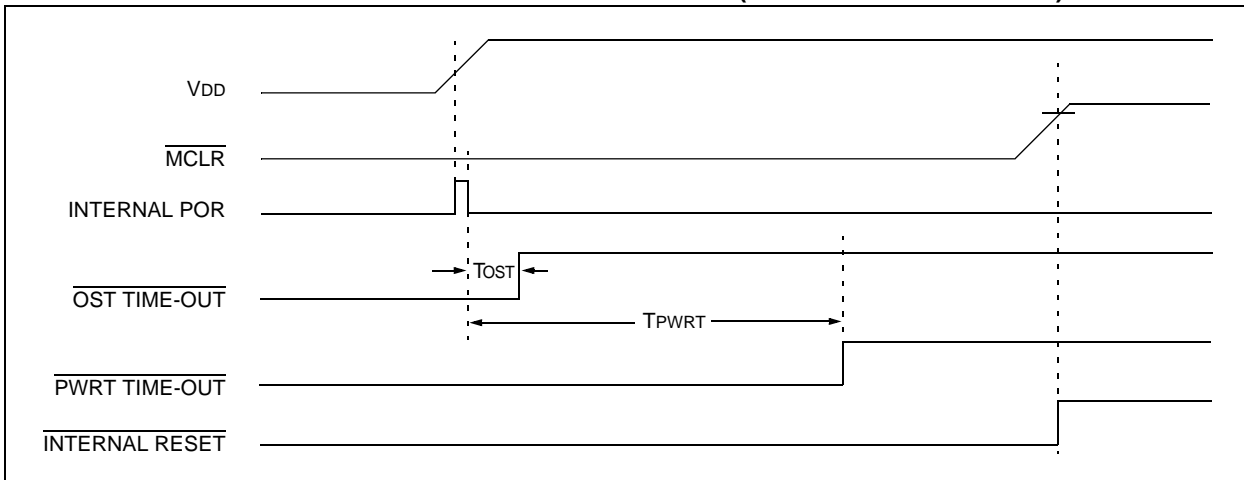 VDD
MCLR
INTERNAL POR
TOST
OST TIME-OUT
TPWRT
PWRT TIME-OUT
INTERNAL RESET